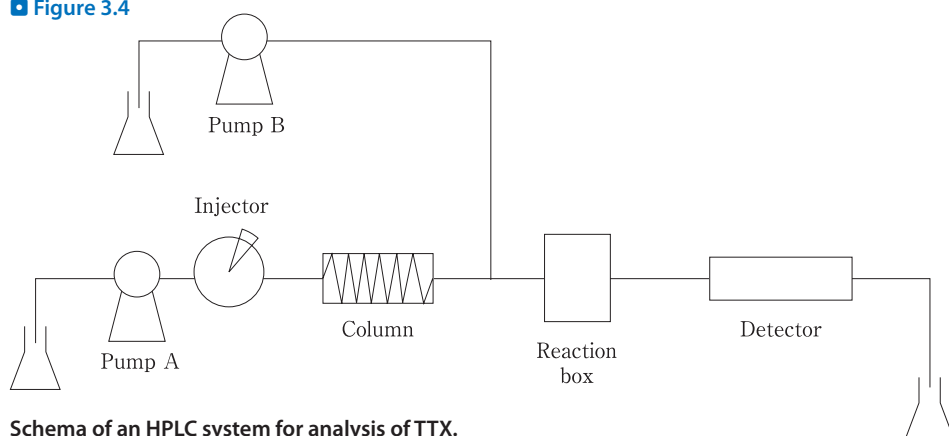 Figure 3.4
Pump B
Injector
Pump A
Column
Reaction
box
Detector
Schema of an HPLC system for analysis of TTX.